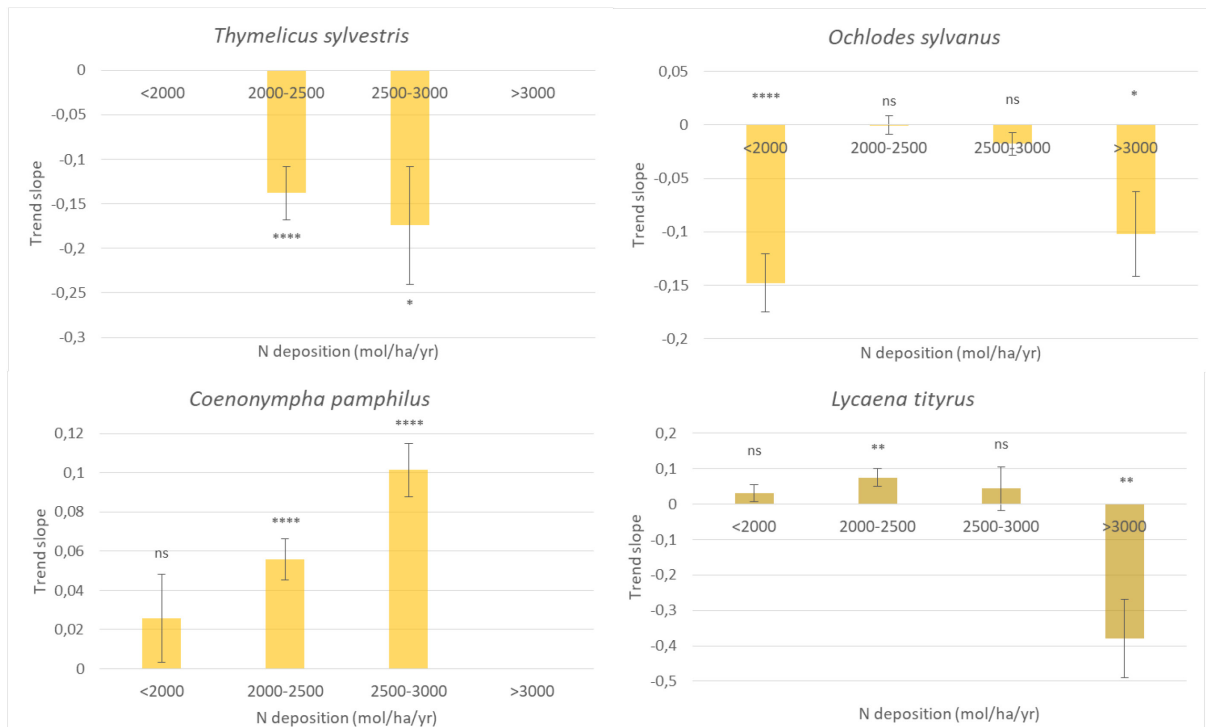 Thymelicus sylvestris
0
-0,05
-0,1
-0,15
-0,2
-0,25
-0,3
Trend slope
<2000 2000-2500 2500-3000 >3000
****
*
N deposition (mol/ha/yr)
Ochlodes sylvanus
0,05
0
-0,05
-0,1
-0,15
-0,2
Trend slope
**** ns ns *
<2000 2000-2500 2500-3000 >3000
N deposition (mol/ha/yr)
Coenonympha pamphilus
0,12
0,1
0,08
0,06
0,04
0,02
0
Trend slope
ns **** ****
<2000 2000-2500 2500-3000 >3000
N deposition (mol/ha/yr)
Lycaena tityrus
0,2
0,1
0
-0,1
-0,2
-0,3
-0,4
-0,5
Trend slope
ns ** ns **
<2000 2000-2500 2500-3000 >3000
N deposition (mol/ha/yr)